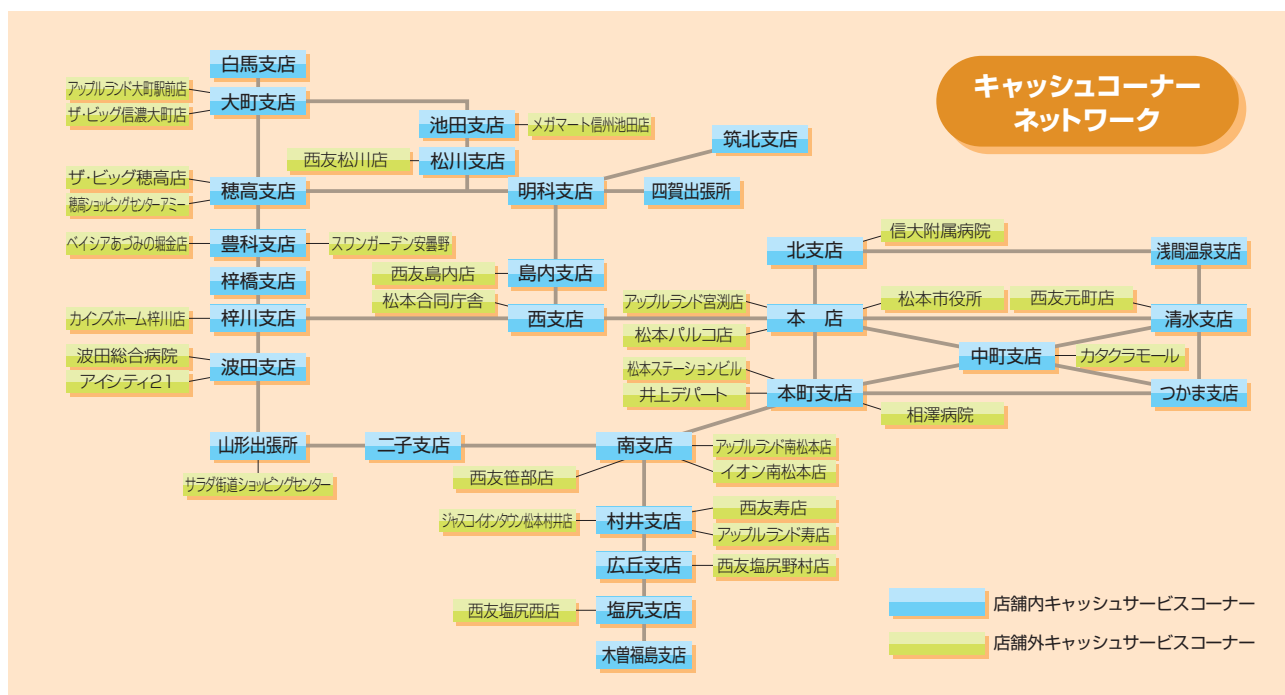 キャッシュコーナー
ネットワーク
白馬支店
アップルランド大町駅前店
大町支店
ザ・ビッグ信濃大町店
池田支店
メガマート信州池田店
筑北支店
西友松川店
松川支店
ザ・ビッグ穂高店
穂高支店
穂高ショッピングセンターアミー
明科支店
四賀出張所
ベイシアあづみの堀金店
豊科支店
スワンガーデン安曇野
信大附属病院
北支店
浅間温泉支店
梓橋支店
西友島内店
島内支店
松本合同庁舎
カインズホーム梓川店
梓川支店
西支店
アップルランド宮渕店
本　店
松本市役所
西友元町店
清水支店
松本パルコ店
波田総合病院
波田支店
アイシティ21
中町支店
カタクラモール
松本ステーションビル
井上デパート
本町支店
つかま支店
相澤病院
山形出張所
二子支店
南支店
アップルランド南松本店
イオン南松本店
西友笹部店
サラダ街道ショッピングセンター
ジャスコイオンタウン松本村井店
村井支店
西友寿店
アップルランド寿店
広丘支店
西友塩尻野村店
西友塩尻西店
塩尻支店
木曽福島支店
店舗内キャッシュサービスコーナー
店舗外キャッシュサービスコーナー